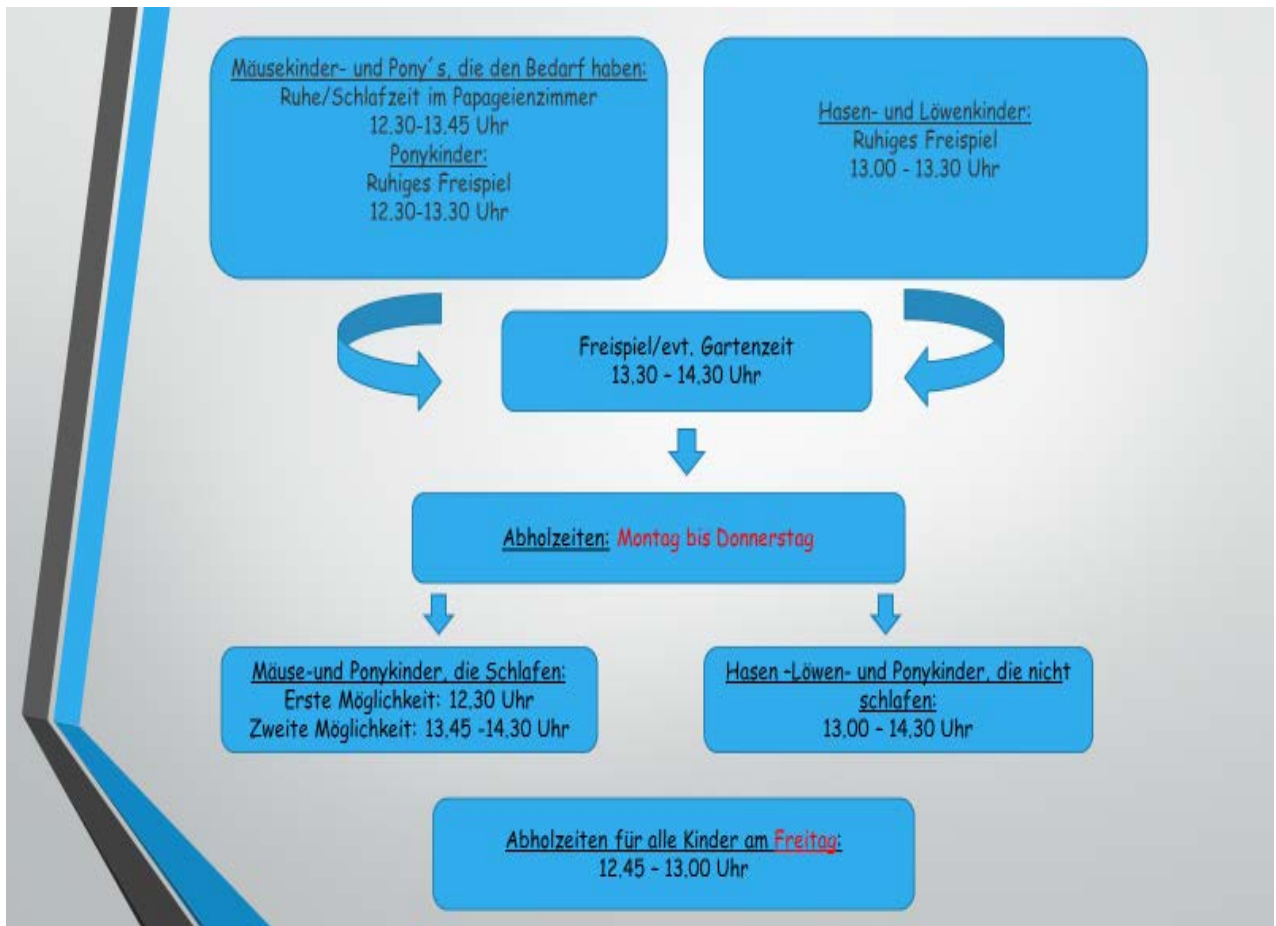 Mäusekinder- und Pony´s, die den Bedarf haben:
Ruhe/Schlafzeit im Papageienzimmer
12.30-13.45 Uhr
Ponykinder:
Ruhiges Freispiel
12.30-13.30 Uhr
Hasen- und Löwenkinder:
Ruhiges Freispiel
13.00 - 13.30 Uhr
Freispiel/evt. Gartenzeit
13.30 – 14.30 Uhr
Abholzeiten: Montag bis Donnerstag
Mäuse-und Ponykinder, die Schlafen:
Erste Möglichkeit: 12.30 Uhr
Zweite Möglichkeit: 13.45 -14.30 Uhr
Hasen –Löwen- und Ponykinder, die nicht
schlafen:
13.00 – 14.30 Uhr
Abholzeiten für alle Kinder am Freitag:
12.45 – 13.00 Uhr